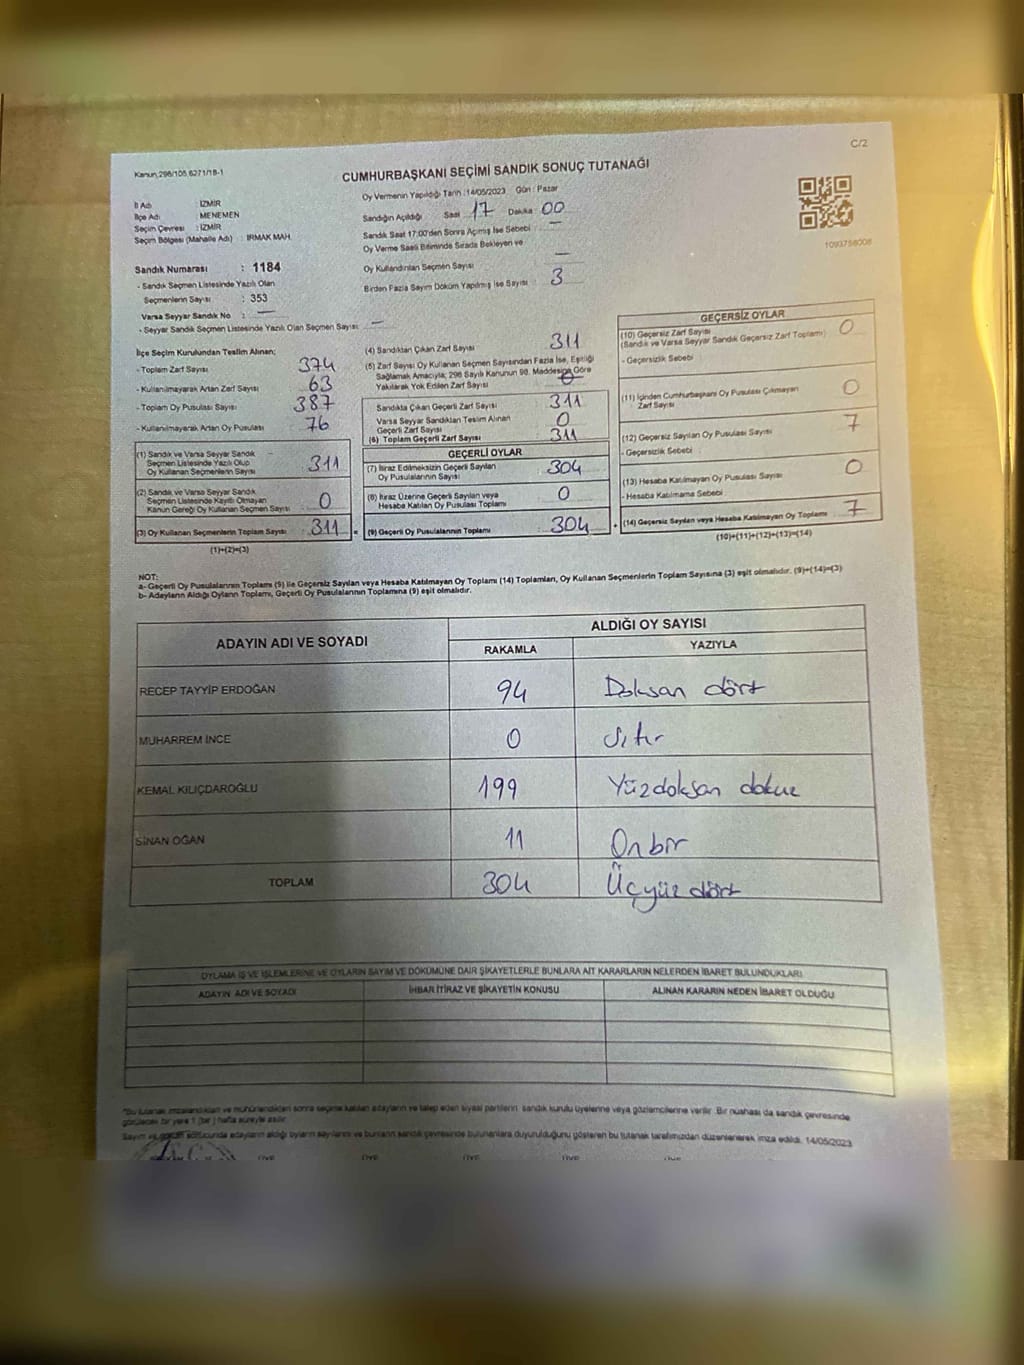 C/2
Kanun,298/105,6271/18-1
CUMHURBAŞKANI SEÇİMİ SANDIK SONUÇ TUTANAĞI
İl Adı : İZMİR
İlçe Adı : MENEMEN
Seçim Çevresi : İZMİR
Seçim Bölgesi (Mahalle Adı) : IRMAK MAH.
Sandık Numarası : 1184
- Sandık Seçmen Listesinde Yazılı Olan
Seçmenlerin Sayısı : 353
Varsa Seyyar Sandık No : —
- Seyyar Sandık Seçmen Listesinde Yazılı Olan Seçmen Sayısı: —
Oy Vermenin Yapıldığı Tarih :14/05/2023 Gün : Pazar
Sandığın Açıldığı Saat 17 Dakika : 00
Sandık Saat 17:00'den Sonra Açılmış İse Sebebi : —
Oy Verme Saati Bitiminde Sırada Bekleyen ve
Oy Kullandırılan Seçmen Sayısı —
Birden Fazla Sayım Döküm Yapılmış İse Sayısı : 3
1093758008
İlçe Seçim Kurulundan Teslim Alınan;
- Toplam Zarf Sayısı 374
- Kullanılmayarak Artan Zarf Sayısı 63
- Toplam Oy Pusulası Sayısı 387
- Kullanılmayarak Artan Oy Pusulası 76
(1) Sandık ve Varsa Seyyar Sandık
Seçmen Listesinde Yazılı Olup
Oy Kullanan Seçmenlerin Sayısı 311
(2) Sandık ve Varsa Seyyar Sandık
Seçmen Listesinde Kayıtlı Olmayan
Kanun Gereği Oy Kullanan Seçmen Sayısı 0
(3) Oy Kullanan Seçmenlerin Toplam Sayısı 311 =
(1)+(2)=(3)
(4) Sandıktan Çıkan Zarf Sayısı 311
(5) Zarf Sayısı Oy Kullanan Seçmen Sayısından Fazla İse, Eşitliği
Sağlamak Amacıyla; 298 Sayılı Kanunun 98. Maddesine Göre
Yakılarak Yok Edilen Zarf Sayısı 0
Sandıkta Çıkan Geçerli Zarf Sayısı 311
Varsa Seyyar Sandıktan Teslim Alınan
Geçerli Zarf Sayısı 0
(6) Toplam Geçerli Zarf Sayısı 311
GEÇERLİ OYLAR
(7) İtiraz Edilmeksizin Geçerli Sayılan
Oy Pusulalarının Sayısı 304
(8) İtiraz Üzerine Geçerli Sayılan veya
Hesaba Katılan Oy Pusulası Toplamı 0
(9) Geçerli Oy Pusulalarının Toplamı 304 +
GEÇERSİZ OYLAR
(10) Geçersiz Zarf Sayısı 0
(Sandık ve Varsa Seyyar Sandık Geçersiz Zarf Toplamı)
- Geçersizlik Sebebi
(11) İçinden Cumhurbaşkanı Oy Pusulası Çıkmayan 0
Zarf Sayısı
(12) Geçersiz Sayılan Oy Pusulası Sayısı 7
- Geçersizlik Sebebi
(13) Hesaba Katılmayan Oy Pusulası Sayısı 0
- Hesaba Katılmama Sebebi
(14) Geçersiz Sayılan veya Hesaba Katılmayan Oy Toplamı 7
(10)+(11)+(12)+(13)=(14)
NOT:
a- Geçerli Oy Pusulalarının Toplamı (9) ile Geçersiz Sayılan veya Hesaba Katılmayan Oy Toplamı (14) Toplamları, Oy Kullanan Seçmenlerin Toplam Sayısına (3) eşit olmalıdır. (9)+(14)=(3)
b- Adayların Aldığı Oyların Toplamı, Geçerli Oy Pusulalarının Toplamına (9) eşit olmalıdır.
ADAYIN ADI VE SOYADI
ALDIĞI OY SAYISI
RAKAMLA YAZIYLA
RECEP TAYYİP ERDOĞAN 94 Doksan dört
MUHARREM İNCE 0 Sıfır
KEMAL KILIÇDAROĞLU 199 Yüzdoksan dokuz
SİNAN OĞAN 11 Onbir
TOPLAM 304 Üçyüz dört
OYLAMA İŞ VE İŞLEMLERİNE VE OYLARIN SAYIM VE DÖKÜMÜNE DAİR ŞİKAYETLERLE BUNLARA AİT KARARLARIN NELERDEN İBARET BULUNDUKLARI
ADAYIN ADI VE SOYADI İHBAR İTİRAZ VE ŞİKAYETİN KONUSU ALINAN KARARIN NEDEN İBARET OLDUĞU
"Bu tutanak imzalandıktan ve mühürlendikten sonra seçime katılan adayların ve talep eden siyasi partilerin sandık kurulu üyelerine veya gözlemcilerine verilir. Bir nüshası da sandık çevresinde
görülecek bir yere 1 (bir) hafta süreyle asılır.
Sayım ve döküm sonucunda adayların aldığı oyların sayılarını ve bunların sandık çevresinde bulunanlara duyurulduğunu gösteren bu tutanak tarafımızdan düzenlenerek imza edildi. 14/05/2023